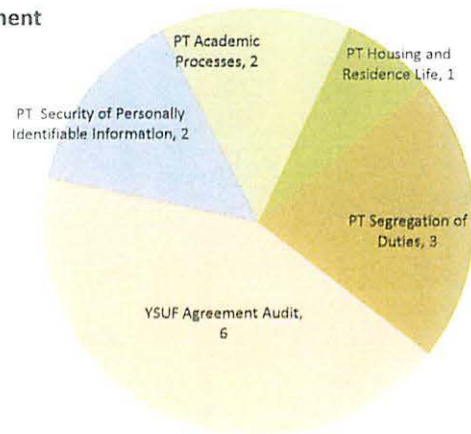 nent
PT Academic
Processes, 2
PT Housing and
Residence Life, 1
PT Security of Personally
Identifiable Information, 2
PT Segregation of
Duties, 3
YSUF Agreement Audit,
6